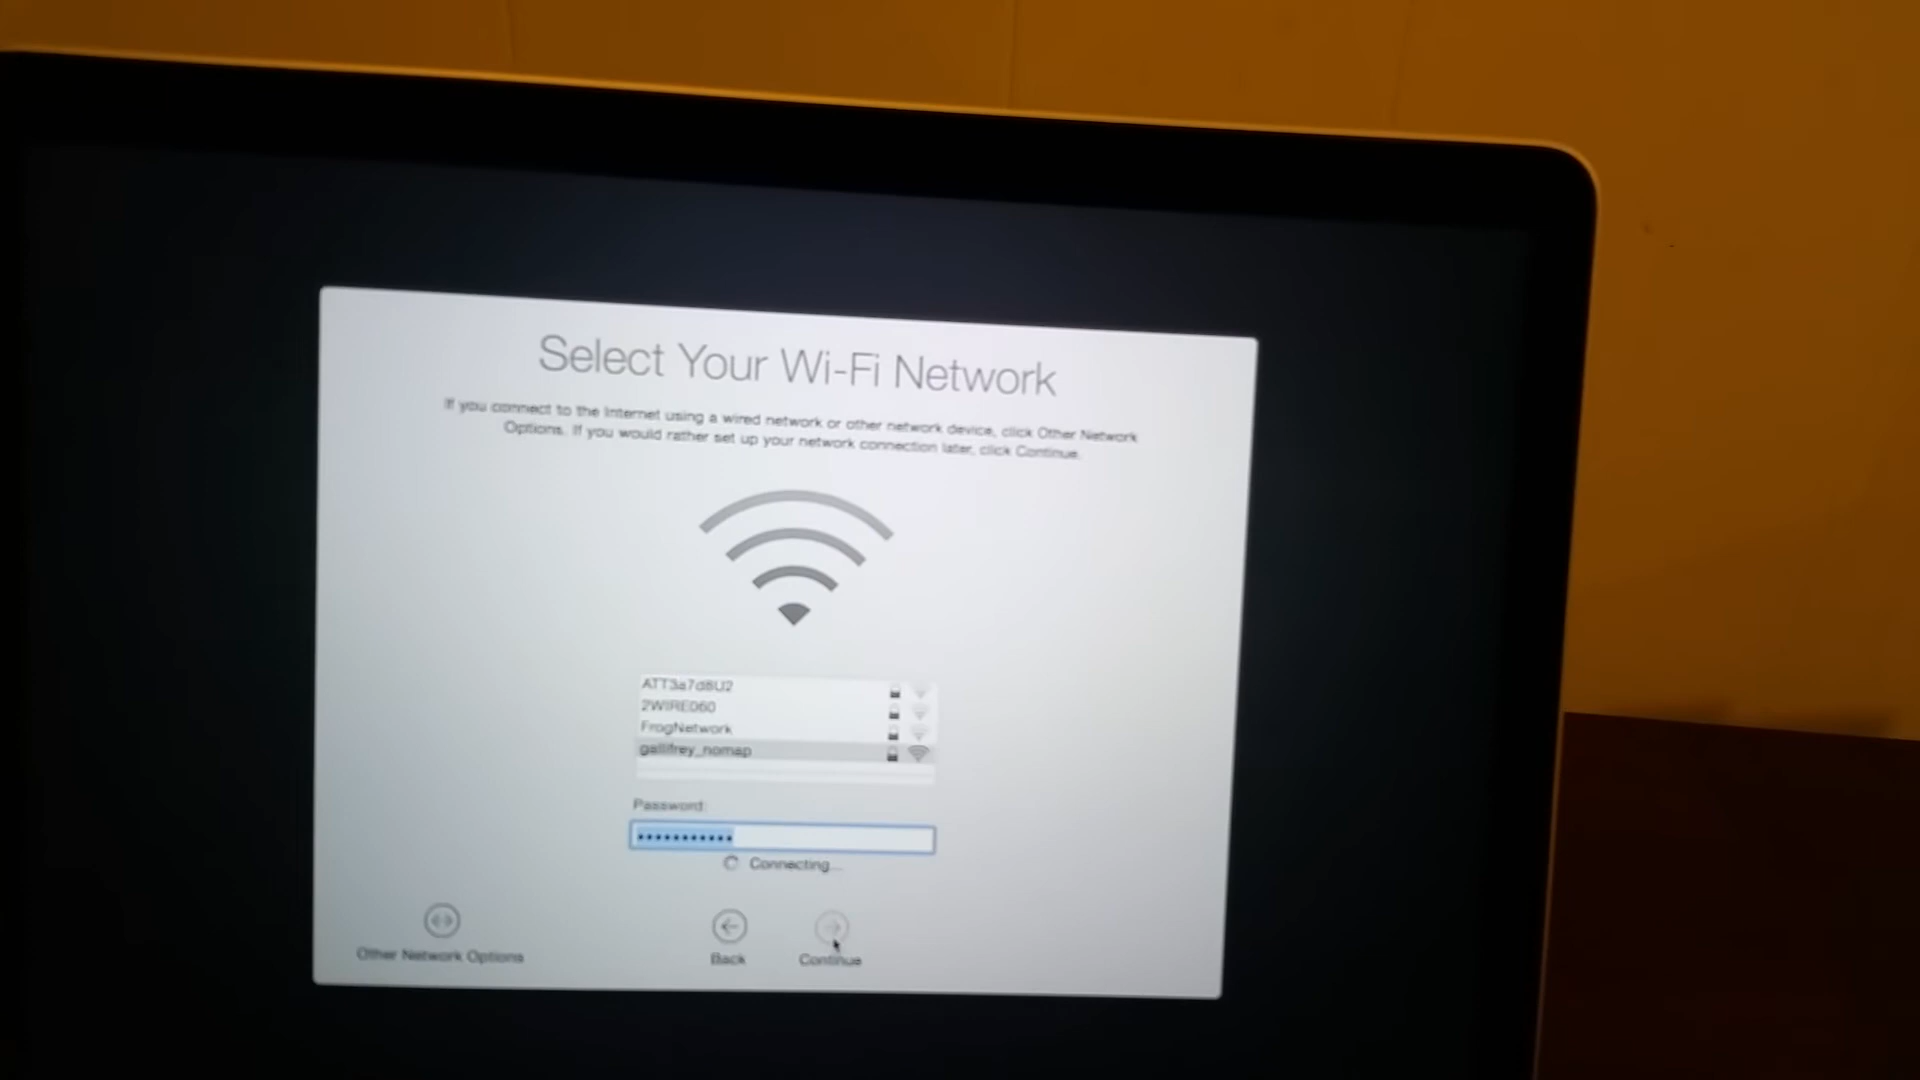 Select Your Wi-Fi Network
If you connect to the Internet using a wired network or other network device, click Other Network
Options. If you would rather set up your network connection later, click Continue.
ATT3a7d8U2
2WIRE060
FrogNetwork
gallifrey_nomap
Password:
Connecting...
Other Network Options
Back
Continue